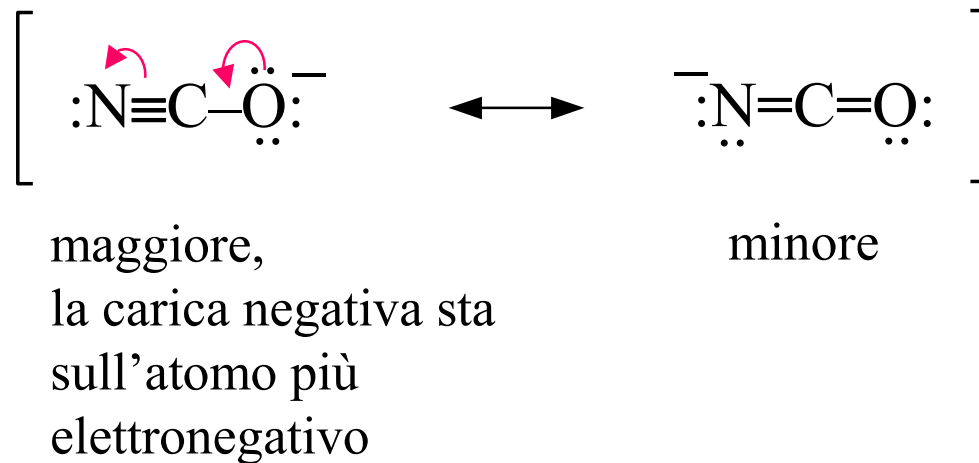 [ :N≡C–Ö:⁻ ↔ ⁻:N=C=O: ]
maggiore,
minore
la carica negativa sta
sull’atomo più
elettronegativo